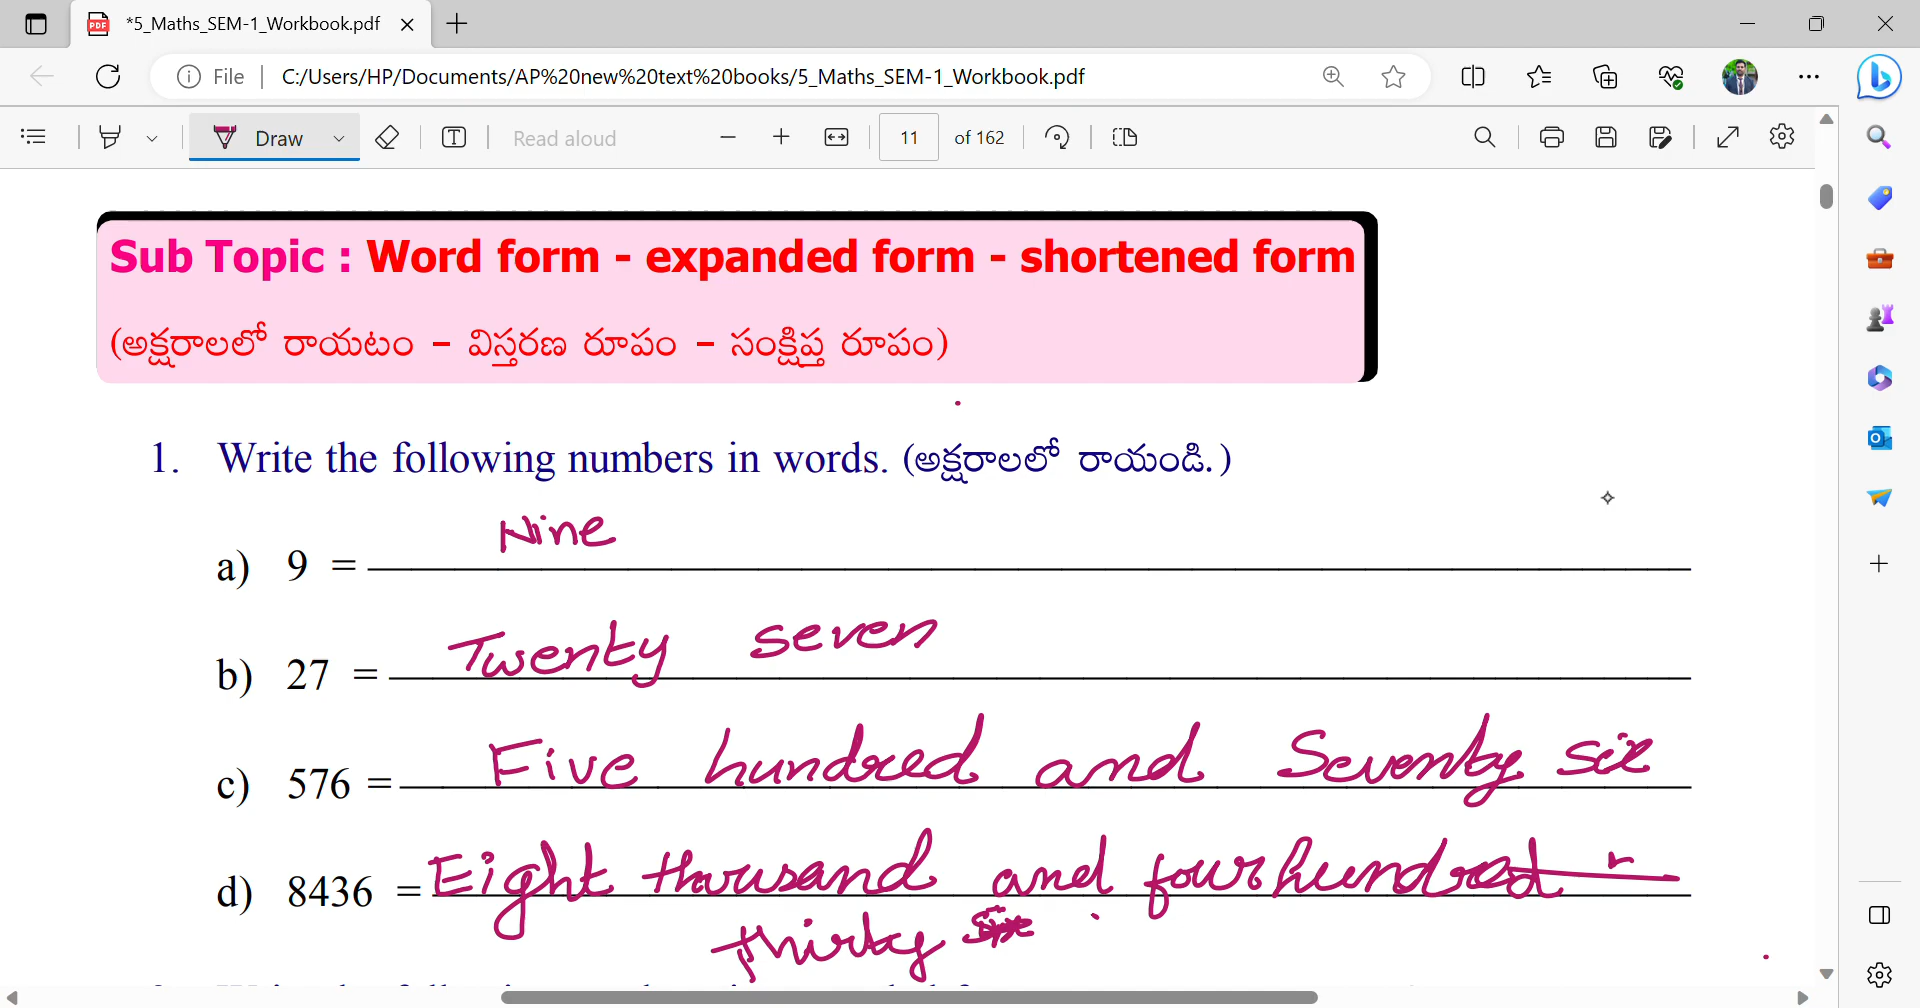 *5_Maths_SEM-1_Workbook.pdf
File
C:/Users/HP/Documents/AP%20new%20text%20books/5_Maths_SEM-1_Workbook.pdf
Draw
Read aloud
11 of 162
Sub Topic : Word form - expanded form - shortened form
(అక్షరాలలో రాయటం – విస్తరణ రూపం – సంక్షిప్త రూపం)
1. Write the following numbers in words. (అక్షరాలలో రాయండి.)
a) 9 = Nine
b) 27 = Twenty seven
c) 576 = Five hundred and Seventy six
d) 8436 = Eight thousand and four hundred
thirty six